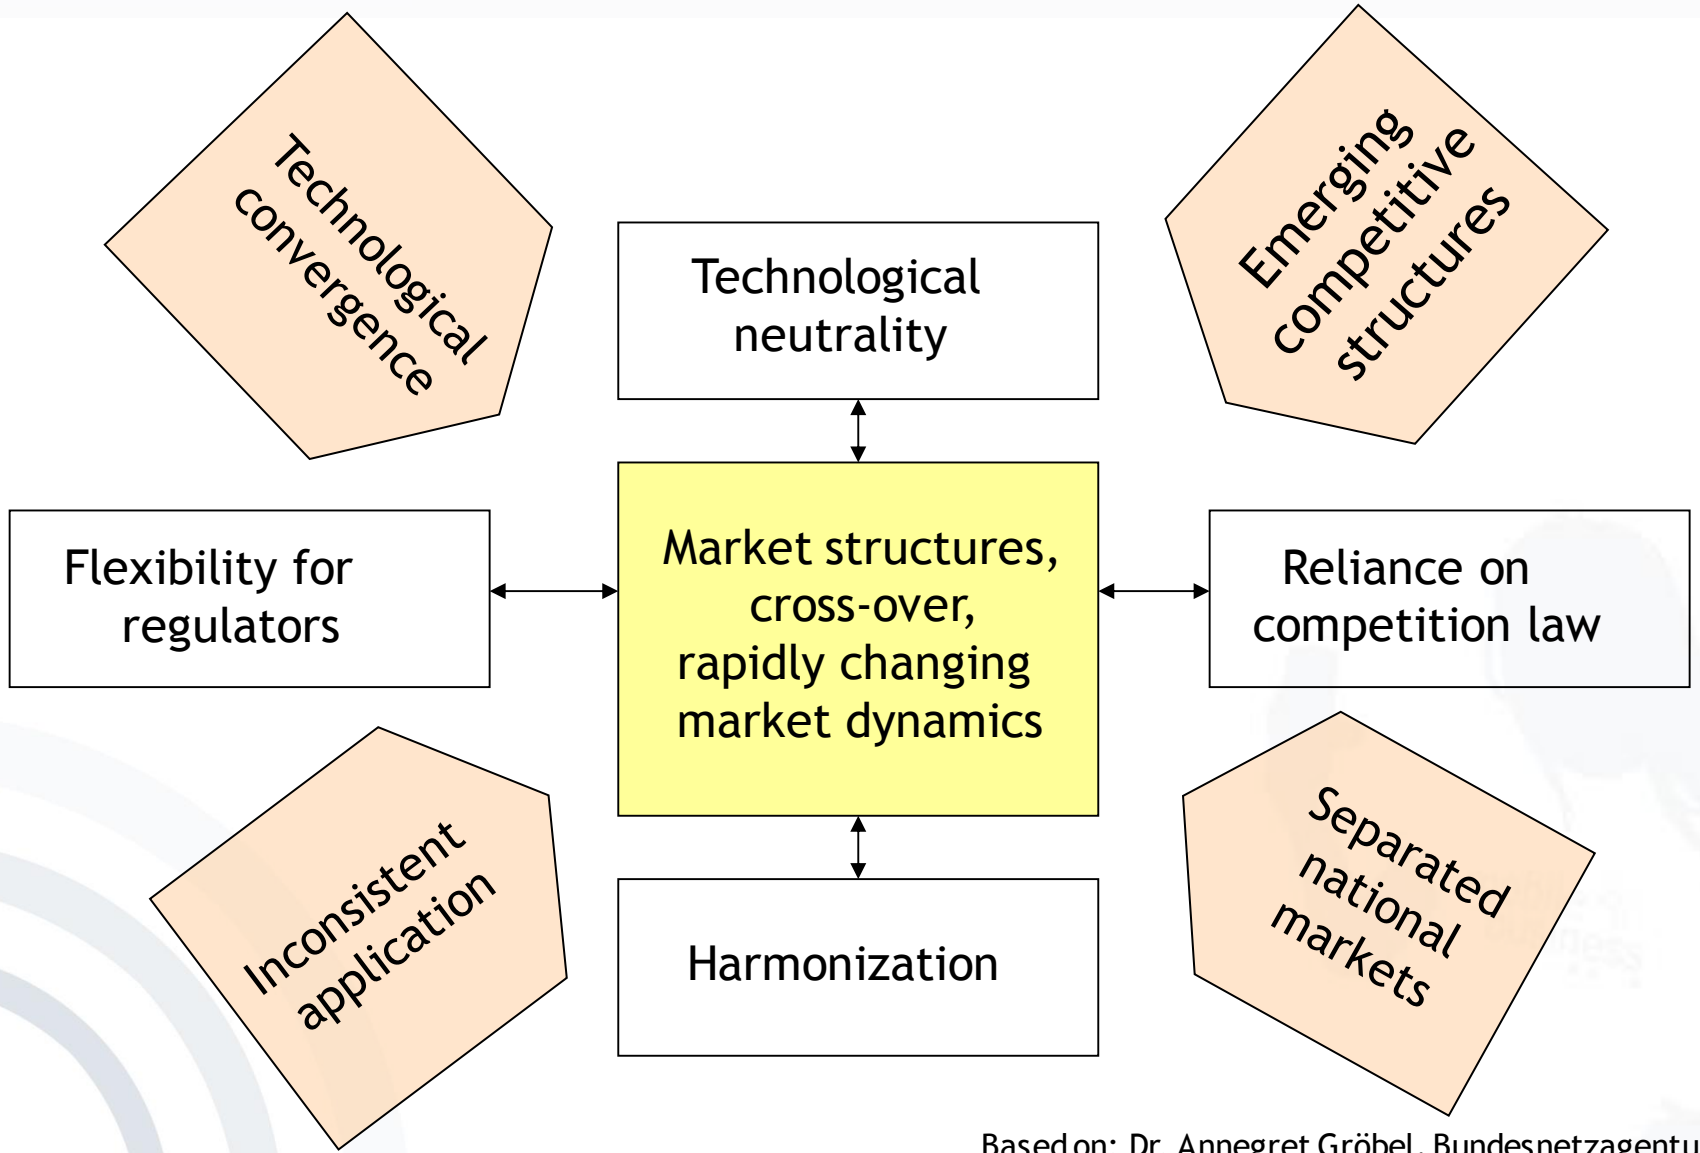 Technological
convergence
Emerging
competitive
structures
Technological
neutrality
Flexibility for
regulators
Market structures,
cross-over,
rapidly changing
market dynamics
Reliance on
competition law
Inconsistent
application
Harmonization
Separated
national
markets
Based on: Dr. Annegret Gröbel, Bundesnetzagentu